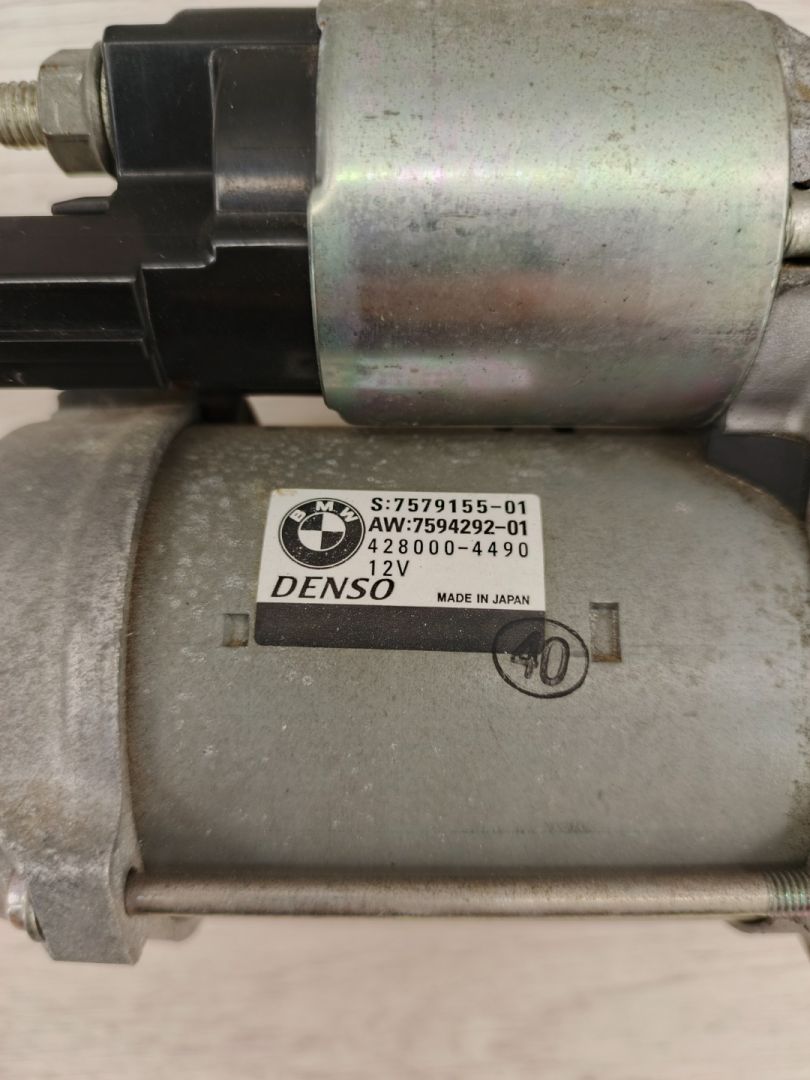 BMW
S:7579155-01
AW:7594292-01
428000-4490
12V
DENSO
MADE IN JAPAN
40